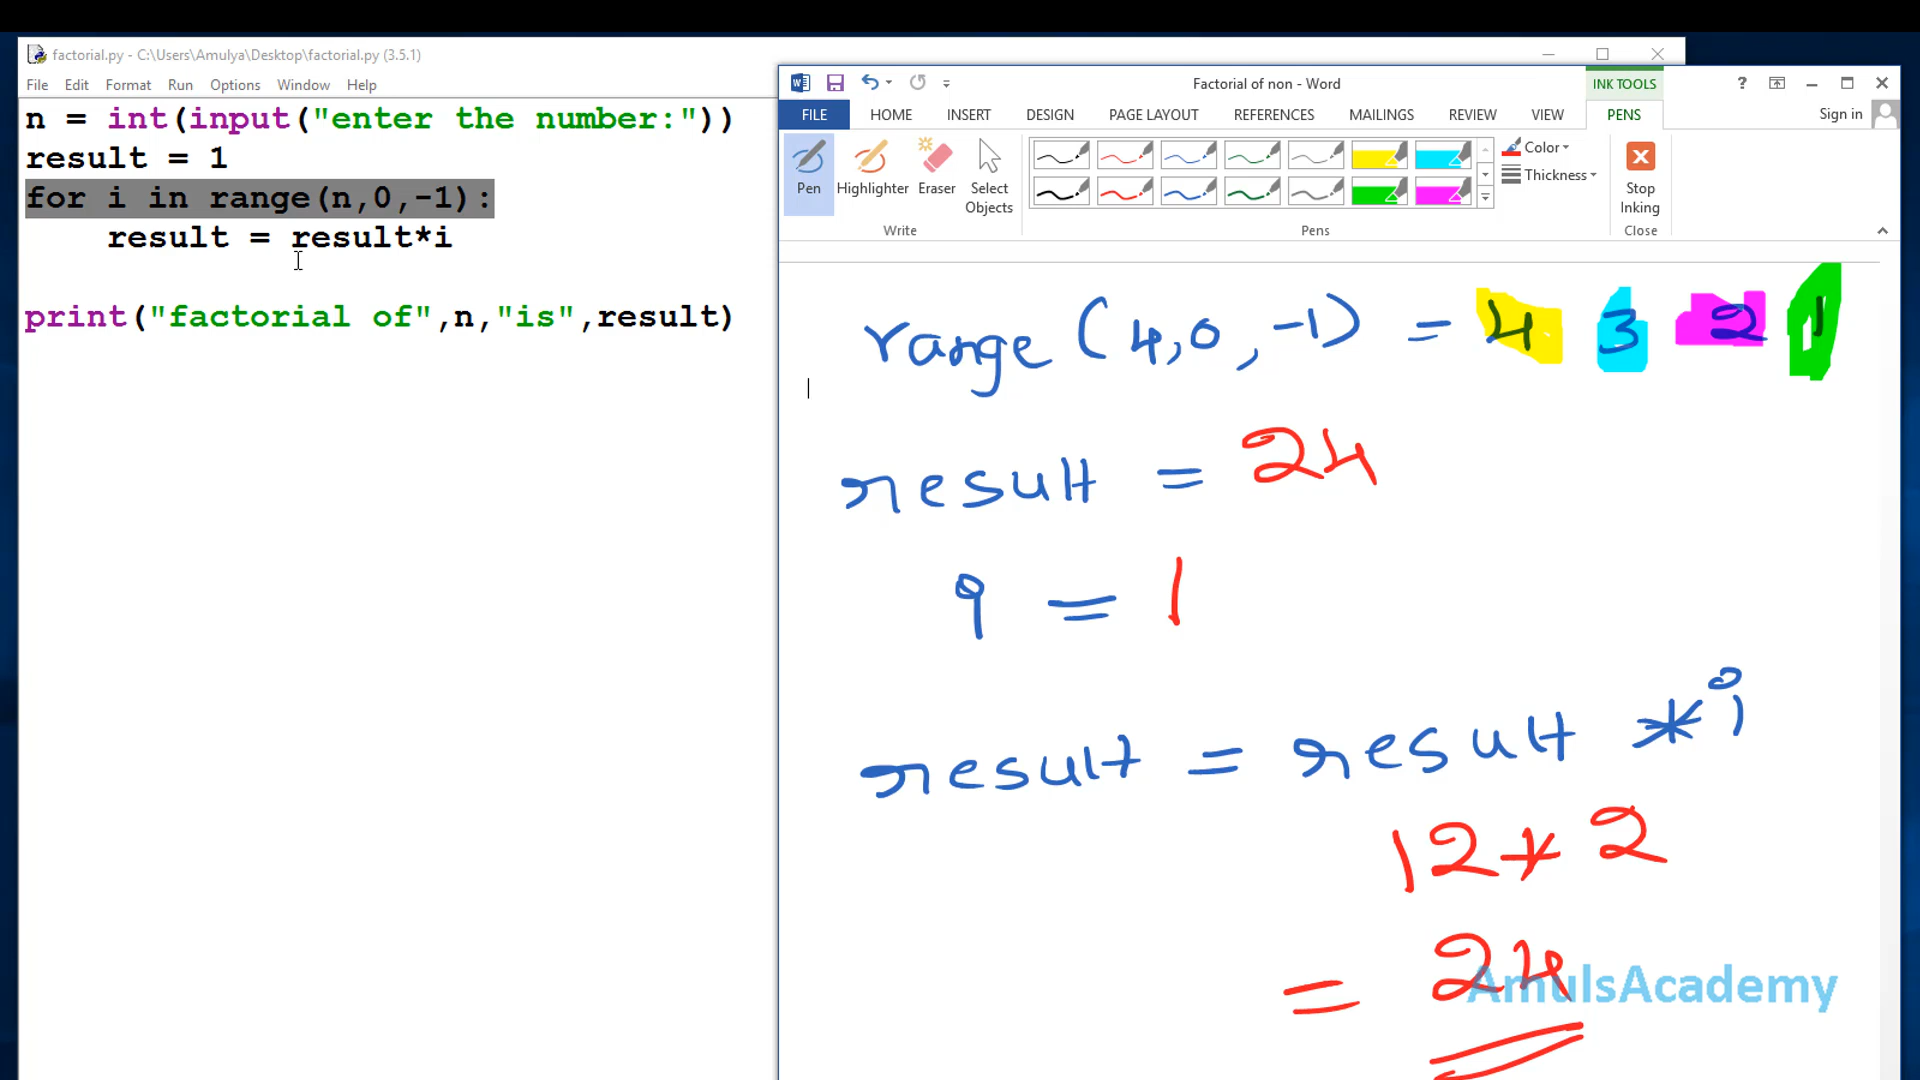 factorial.py - C:\Users\Amulya\Desktop\factorial.py (3.5.1)
File Edit Format Run Options Window Help
n = int(input("enter the number:"))
result = 1
for i in range(n,0,-1):
    result = result*i
print("factorial of",n,"is",result)
Factorial of non - Word
INK TOOLS
FILE HOME INSERT DESIGN PAGE LAYOUT REFERENCES MAILINGS REVIEW VIEW PENS
Sign in
Pen Highlighter Eraser Select Objects
Color
Thickness
Stop Inking
Write Pens Close
range (4,0,-1) = 4 3 2 1
result = 24
i = 1
result = result * i
12 * 2
= 24
AmulsAcademy